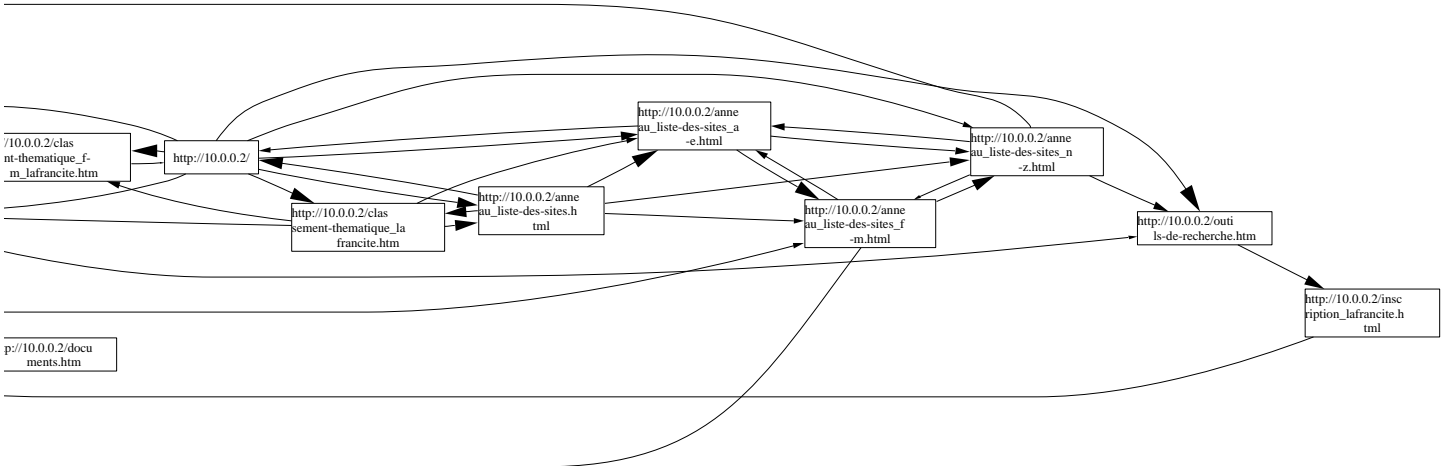 /10.0.0.2/clas
nt-thematique_f-
m_lafrancite.htm
http://10.0.0.2/
http://10.0.0.2/clas
sement-thematique_la
francite.htm
http://10.0.0.2/anne
au_liste-des-sites.h
tml
http://10.0.0.2/anne
au_liste-des-sites_a
-e.html
http://10.0.0.2/anne
au_liste-des-sites_f
-m.html
http://10.0.0.2/anne
au_liste-des-sites_n
-z.html
http://10.0.0.2/outi
ls-de-recherche.htm
http://10.0.0.2/insc
ription_lafrancite.h
tml
p://10.0.0.2/docu
ments.htm